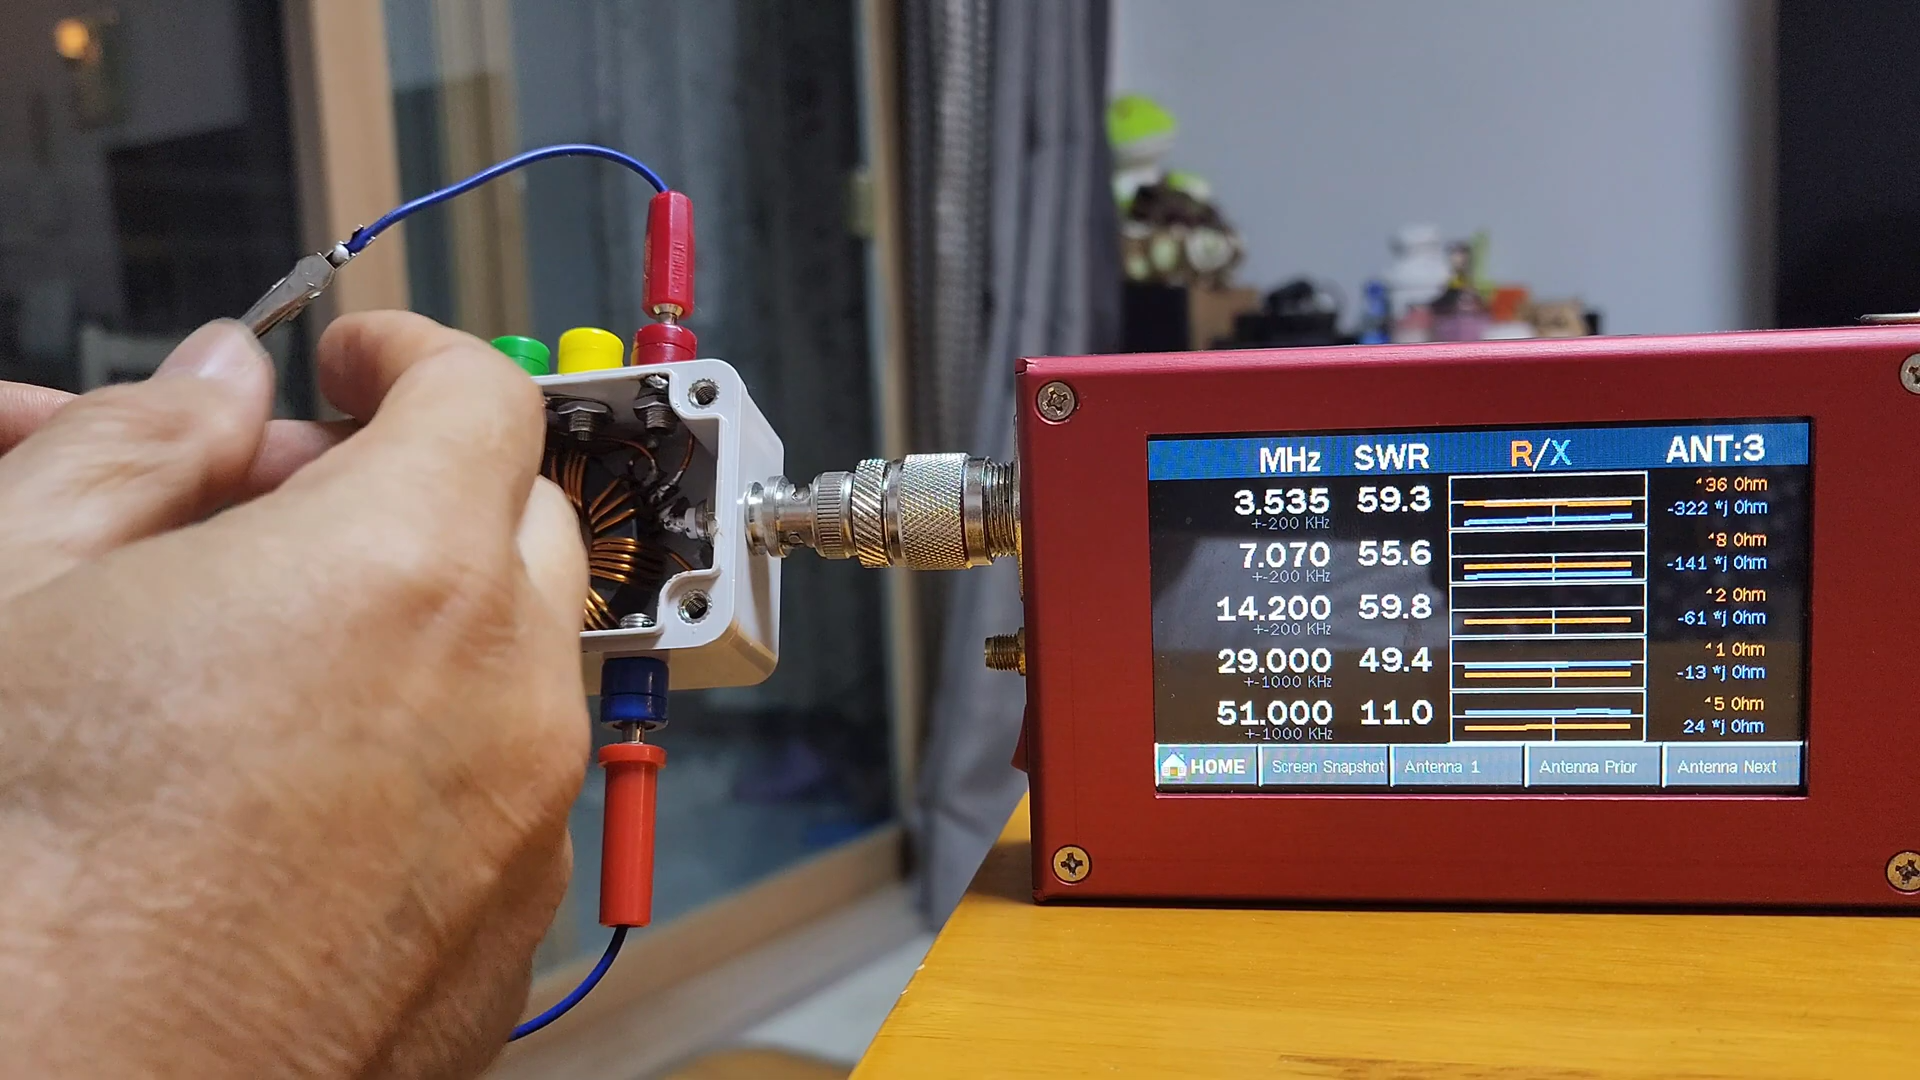 MHz SWR R/X ANT:3
3.535 59.3 36 Ohm
+-200 KHz -322 *j Ohm
7.070 55.6 8 Ohm
+-200 KHz -141 *j Ohm
14.200 59.8 2 Ohm
+-200 KHz -61 *j Ohm
29.000 49.4 1 Ohm
+-1000 KHz -13 *j Ohm
51.000 11.0 5 Ohm
+-1000 KHz 24 *j Ohm
HOME Screen Snapshot Antenna 1 Antenna Prior Antenna Next